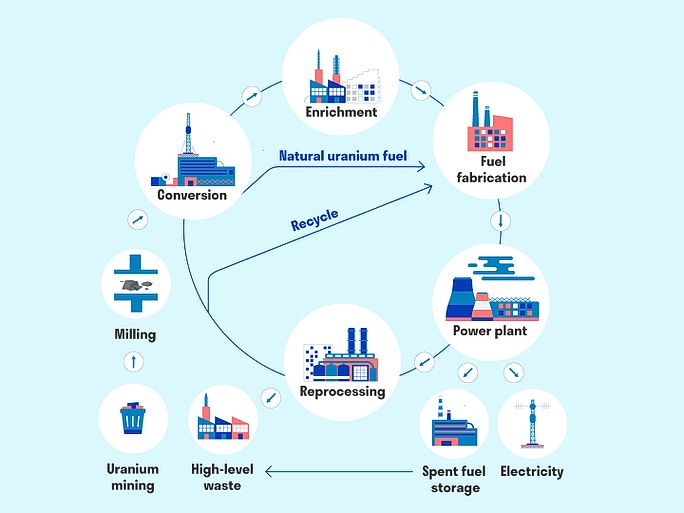 Enrichment
Natural uranium fuel
Fuel
fabrication
Conversion
Recycle
Milling
Power plant
Reprocessing
Uranium
mining
High-level
waste
Spent fuel
storage
Electricity